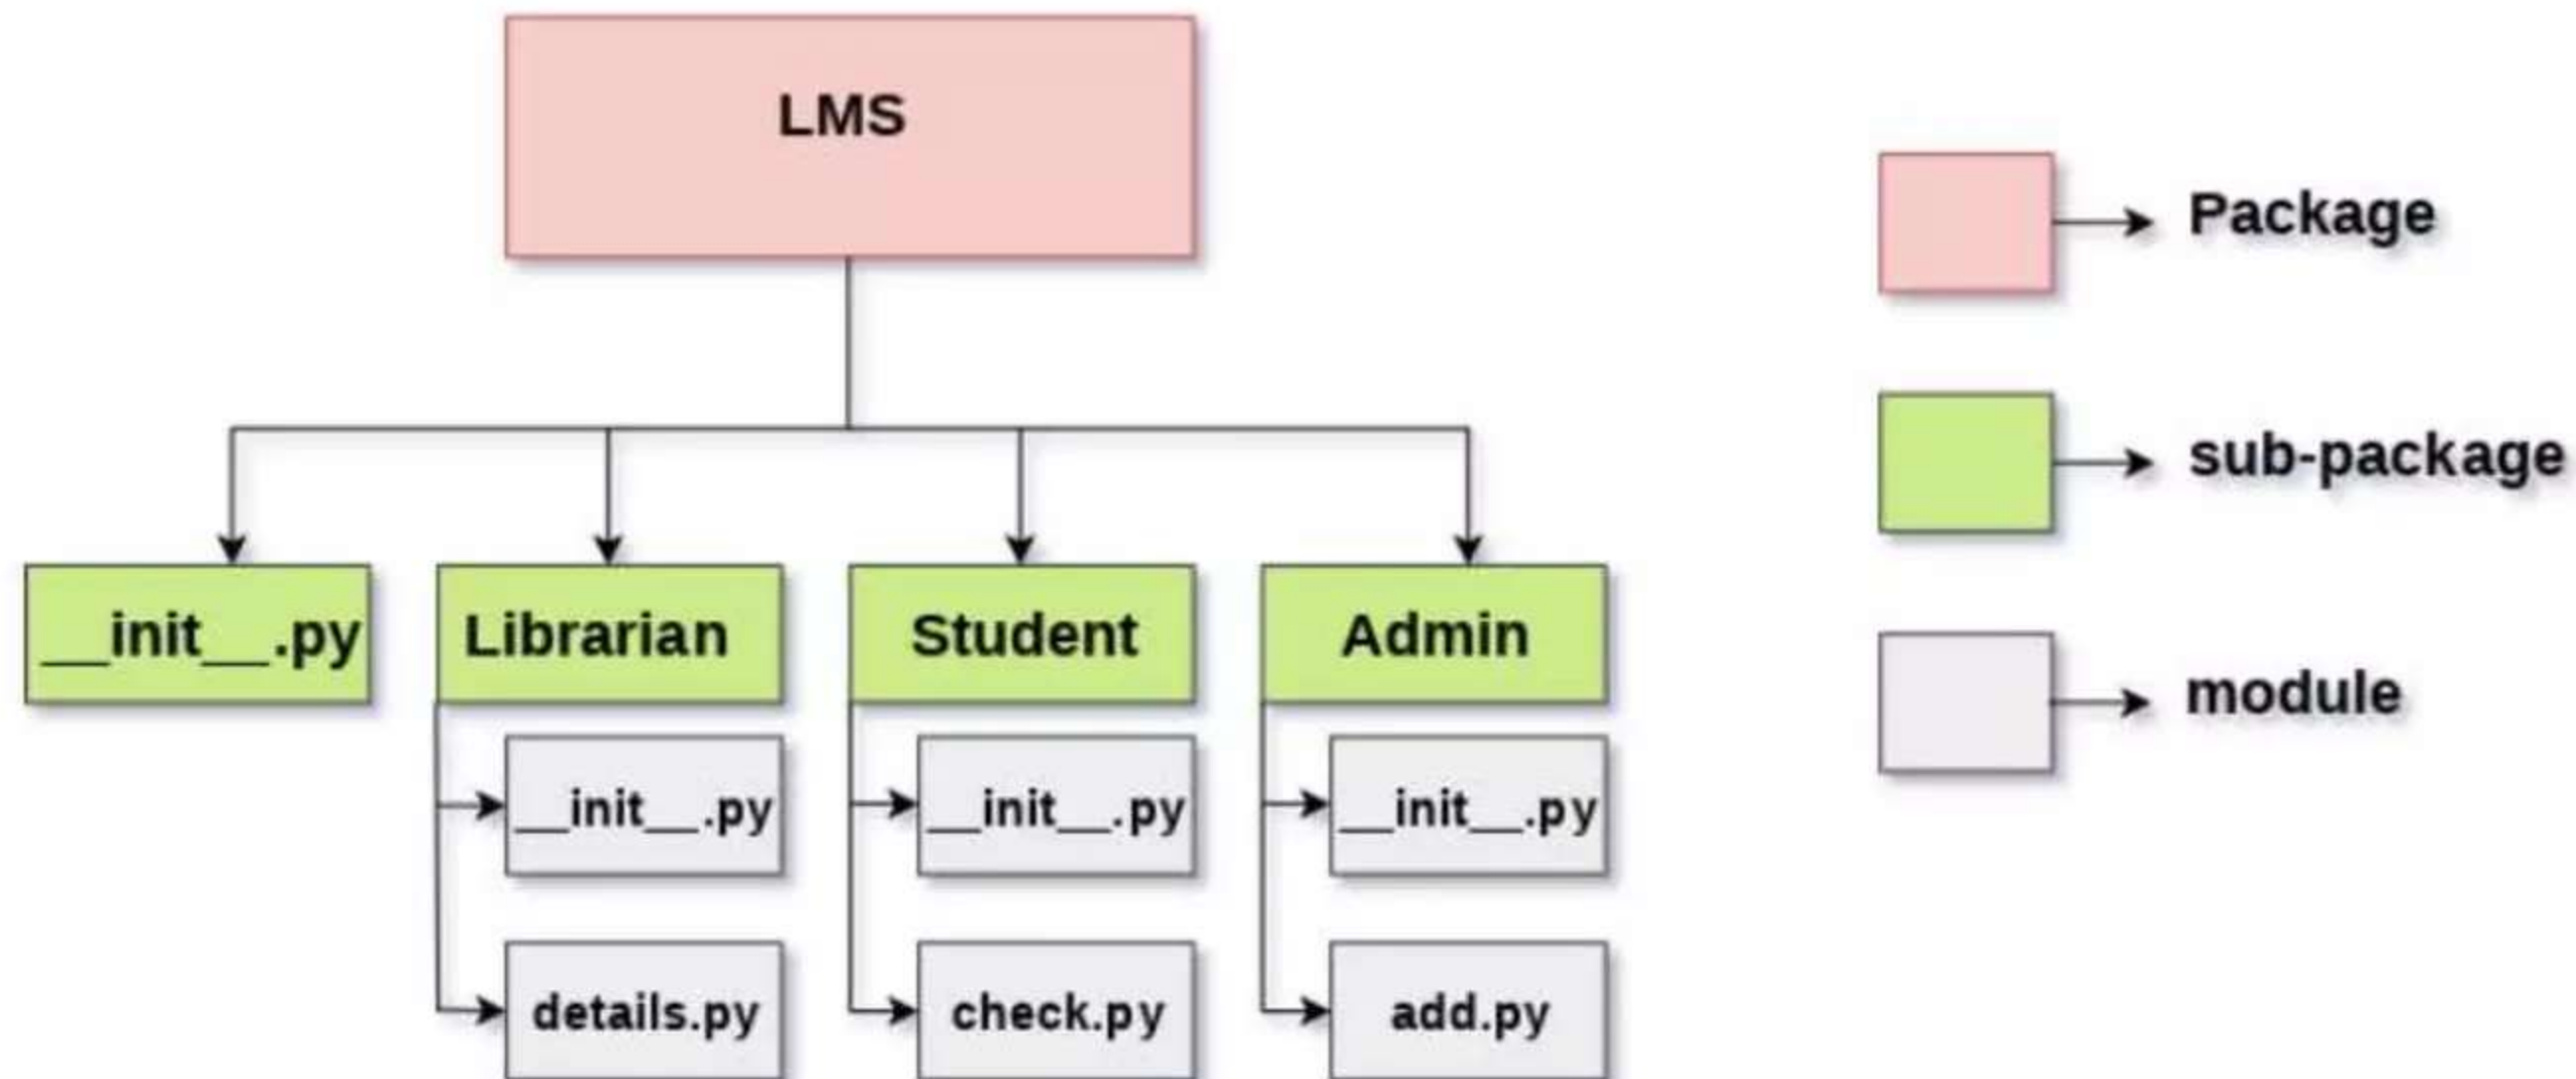 LMS
Package
sub-package
module
__init__.py
Librarian
Student
Admin
__init__.py
__init__.py
__init__.py
details.py
check.py
add.py